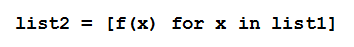 list2 = [f(x) for x in list1]